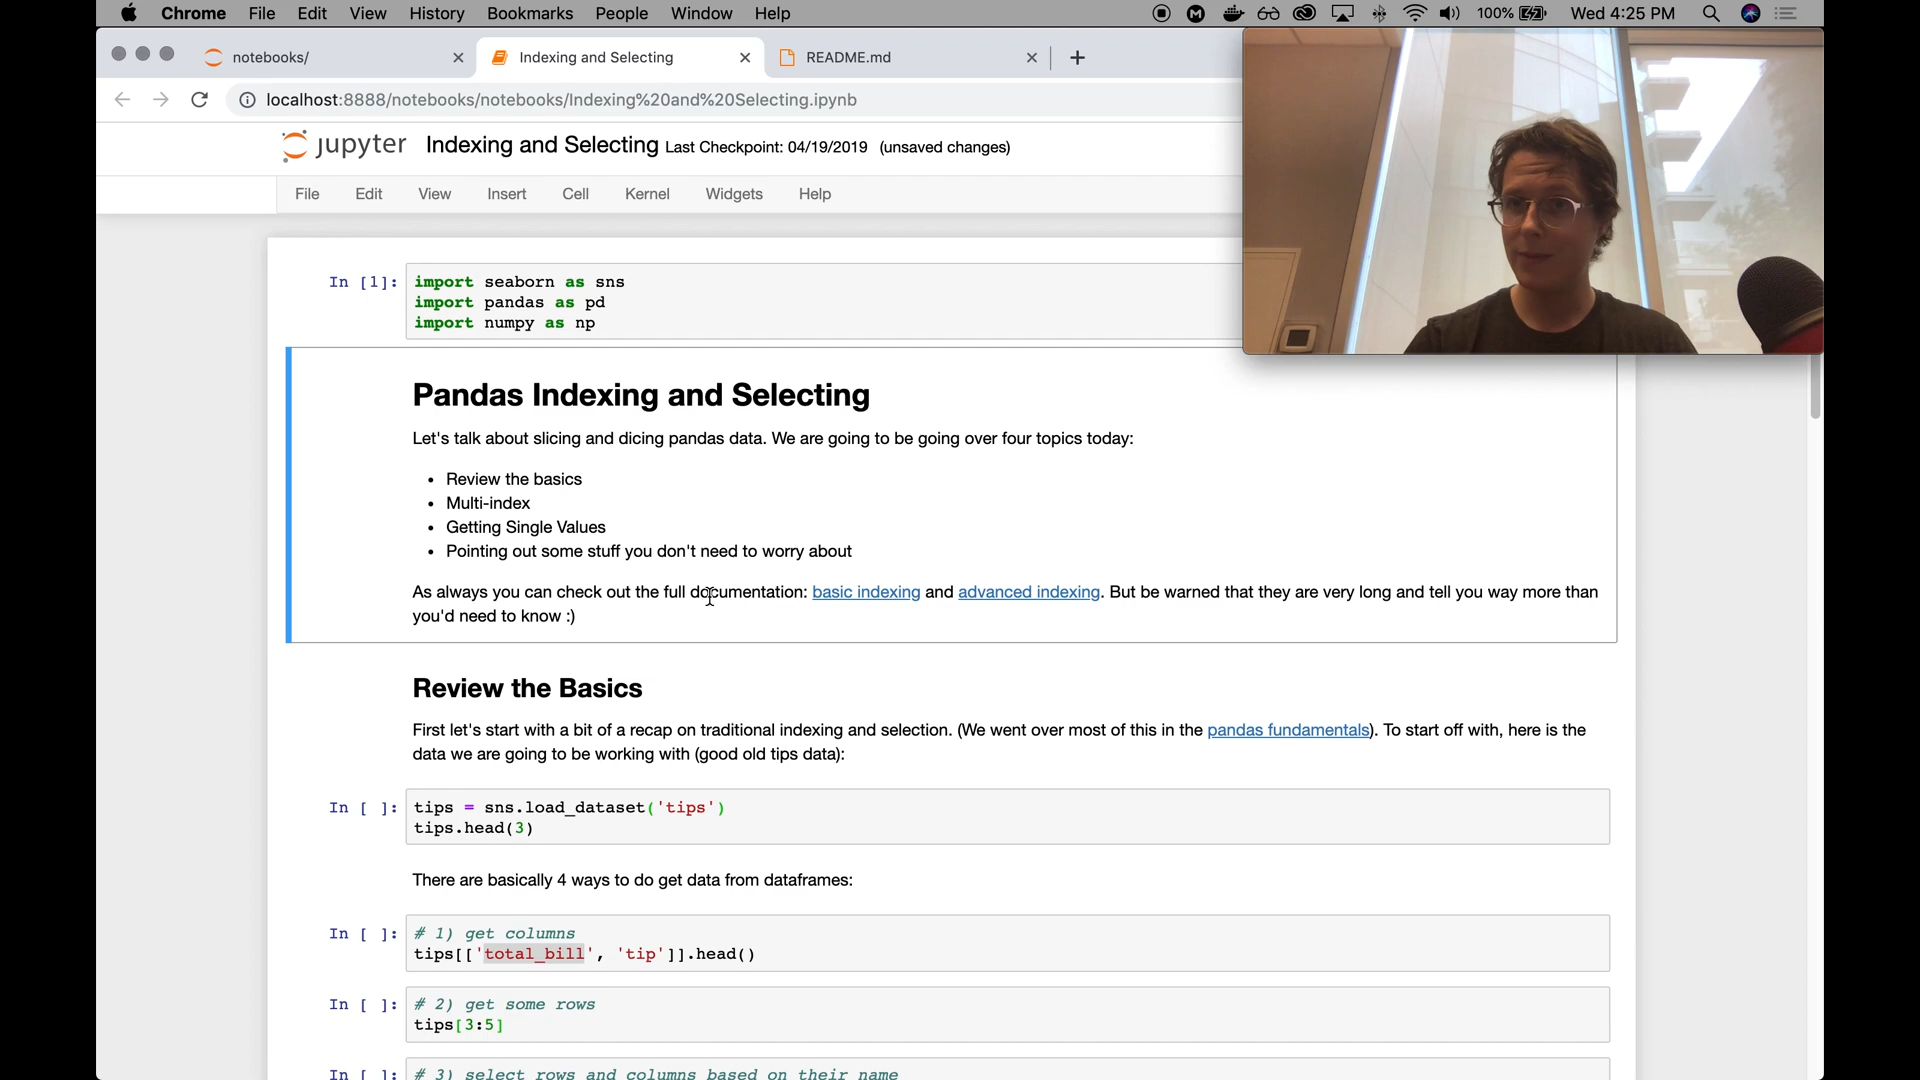 Chrome File Edit View History Bookmarks People Window Help 100% Wed 4:25 PM
notebooks/ Indexing and Selecting README.md
localhost:8888/notebooks/notebooks/Indexing%20and%20Selecting.ipynb
jupyter Indexing and Selecting Last Checkpoint: 04/19/2019 (unsaved changes)
File Edit View Insert Cell Kernel Widgets Help
In [1]: import seaborn as sns
import pandas as pd
import numpy as np
Pandas Indexing and Selecting
Let's talk about slicing and dicing pandas data. We are going to be going over four topics today:
• Review the basics
• Multi-index
• Getting Single Values
• Pointing out some stuff you don't need to worry about
As always you can check out the full documentation: basic indexing and advanced indexing. But be warned that they are very long and tell you way more than
you'd need to know :)
Review the Basics
First let's start with a bit of a recap on traditional indexing and selection. (We went over most of this in the pandas fundamentals). To start off with, here is the
data we are going to be working with (good old tips data):
In [ ]: tips = sns.load_dataset('tips')
tips.head(3)
There are basically 4 ways to do get data from dataframes:
In [ ]: # 1) get columns
tips[['total_bill', 'tip']].head()
In [ ]: # 2) get some rows
tips[3:5]
In [ ]: # 3) select rows and columns based on their name